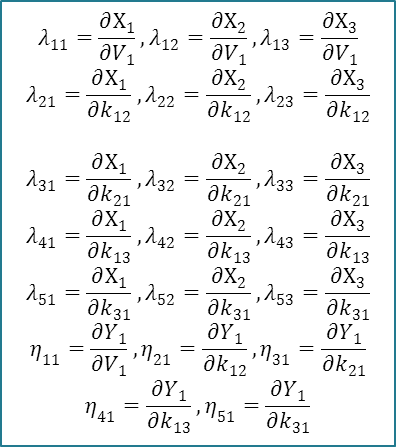 λ₁₁ = ∂X₁/∂V₁, λ₁₂ = ∂X₂/∂V₁, λ₁₃ = ∂X₃/∂V₁
λ₂₁ = ∂X₁/∂k₁₂, λ₂₂ = ∂X₂/∂k₁₂, λ₂₃ = ∂X₃/∂k₁₂
λ₃₁ = ∂X₁/∂k₂₁, λ₃₂ = ∂X₂/∂k₂₁, λ₃₃ = ∂X₃/∂k₂₁
λ₄₁ = ∂X₁/∂k₁₃, λ₄₂ = ∂X₂/∂k₁₃, λ₄₃ = ∂X₃/∂k₁₃
λ₅₁ = ∂X₁/∂k₃₁, λ₅₂ = ∂X₂/∂k₃₁, λ₅₃ = ∂X₃/∂k₃₁
η₁₁ = ∂Y₁/∂V₁, η₂₁ = ∂Y₁/∂k₁₂, η₃₁ = ∂Y₁/∂k₂₁
η₄₁ = ∂Y₁/∂k₁₃, η₅₁ = ∂Y₁/∂k₃₁